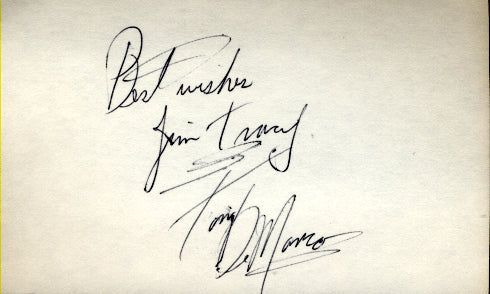 Best wishes
Jim Tracy
Tony
DeMarco